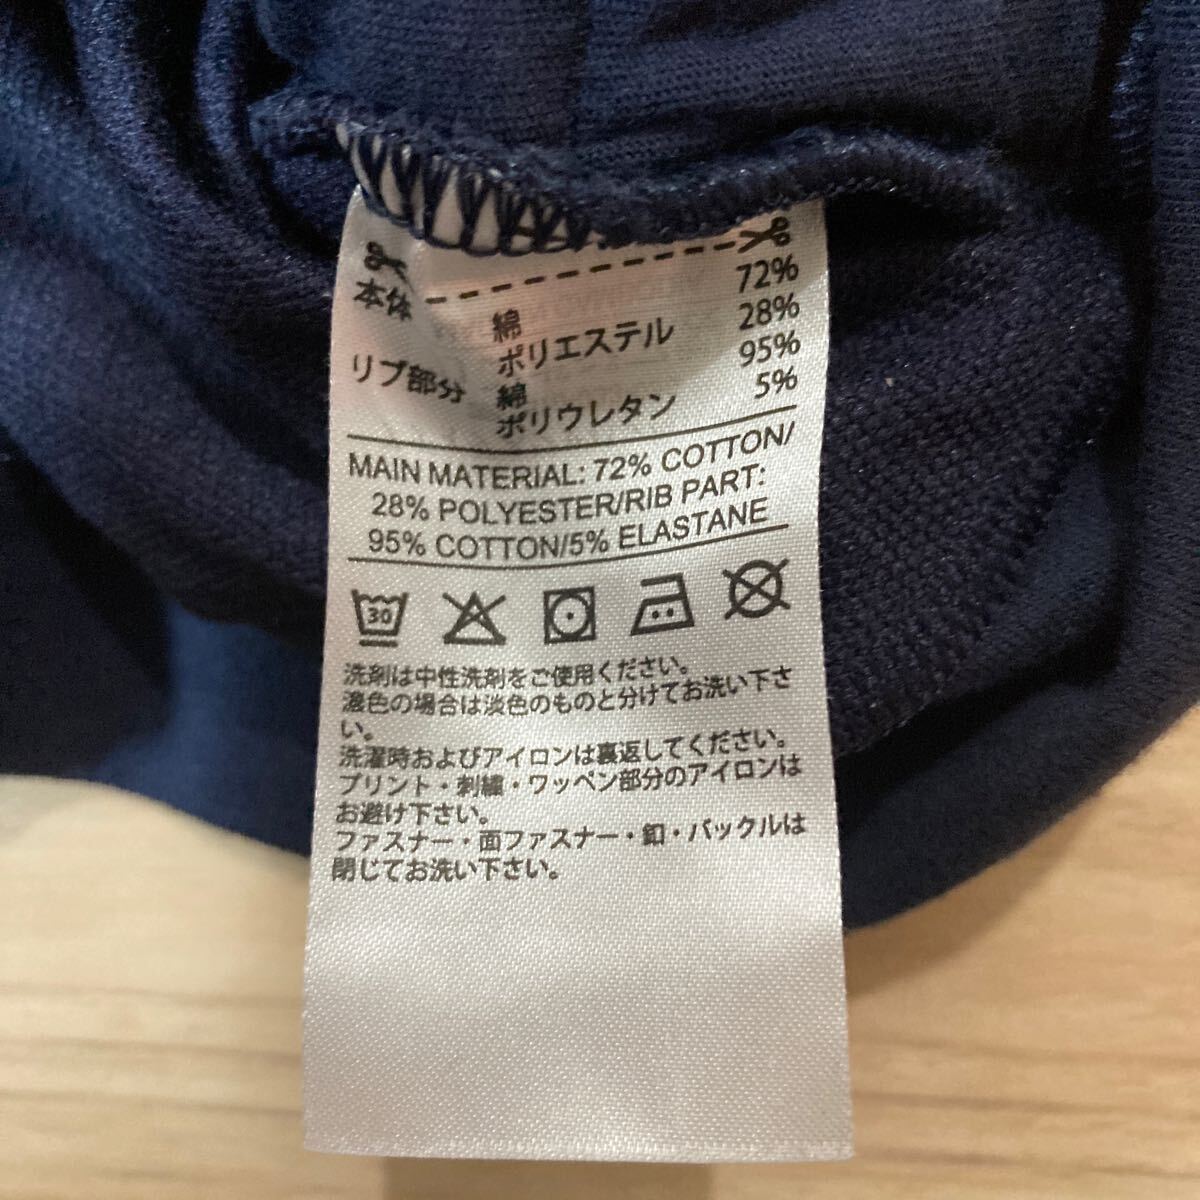 本体 綿 72%
ポリエステル 28%
リブ部分 綿 95%
ポリウレタン 5%
MAIN MATERIAL: 72% COTTON/
28% POLYESTER/RIB PART:
95% COTTON/5% ELASTANE
30
洗剤は中性洗剤をご使用ください。
濃色の場合は淡色のものと分けてお洗い下さ
い。
洗濯時およびアイロンは裏返してください。
プリント・刺繍・ワッペン部分のアイロンは
お避け下さい。
ファスナー・面ファスナー・釦・バックルは
閉じてお洗い下さい。